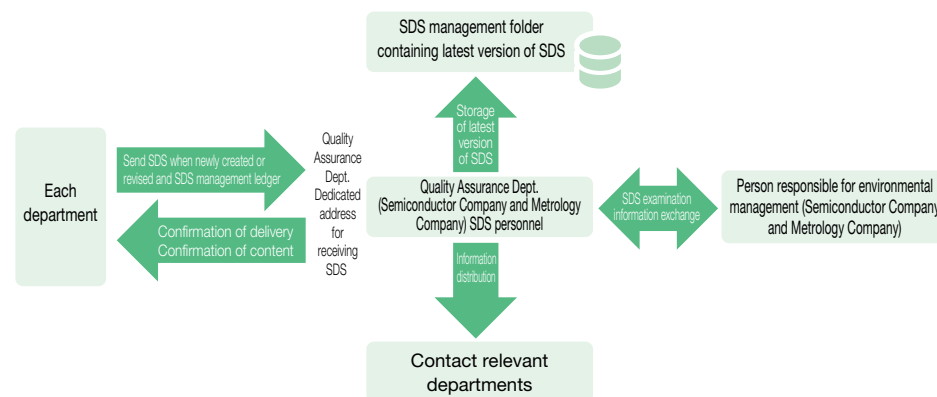 SDS management folder
containing latest version of SDS
Storage
of latest
version
of SDS
Each
department
Send SDS when newly created or
revised and SDS management ledger
Confirmation of delivery
Confirmation of content
Quality
Assurance
Dept.
Dedicated
address
for
receiving
SDS
Quality Assurance Dept.
(Semiconductor Company and Metrology
Company) SDS personnel
SDS examination
information exchange
Person responsible for environmental
management (Semiconductor Company
and Metrology Company)
Information
distribution
Contact relevant
departments